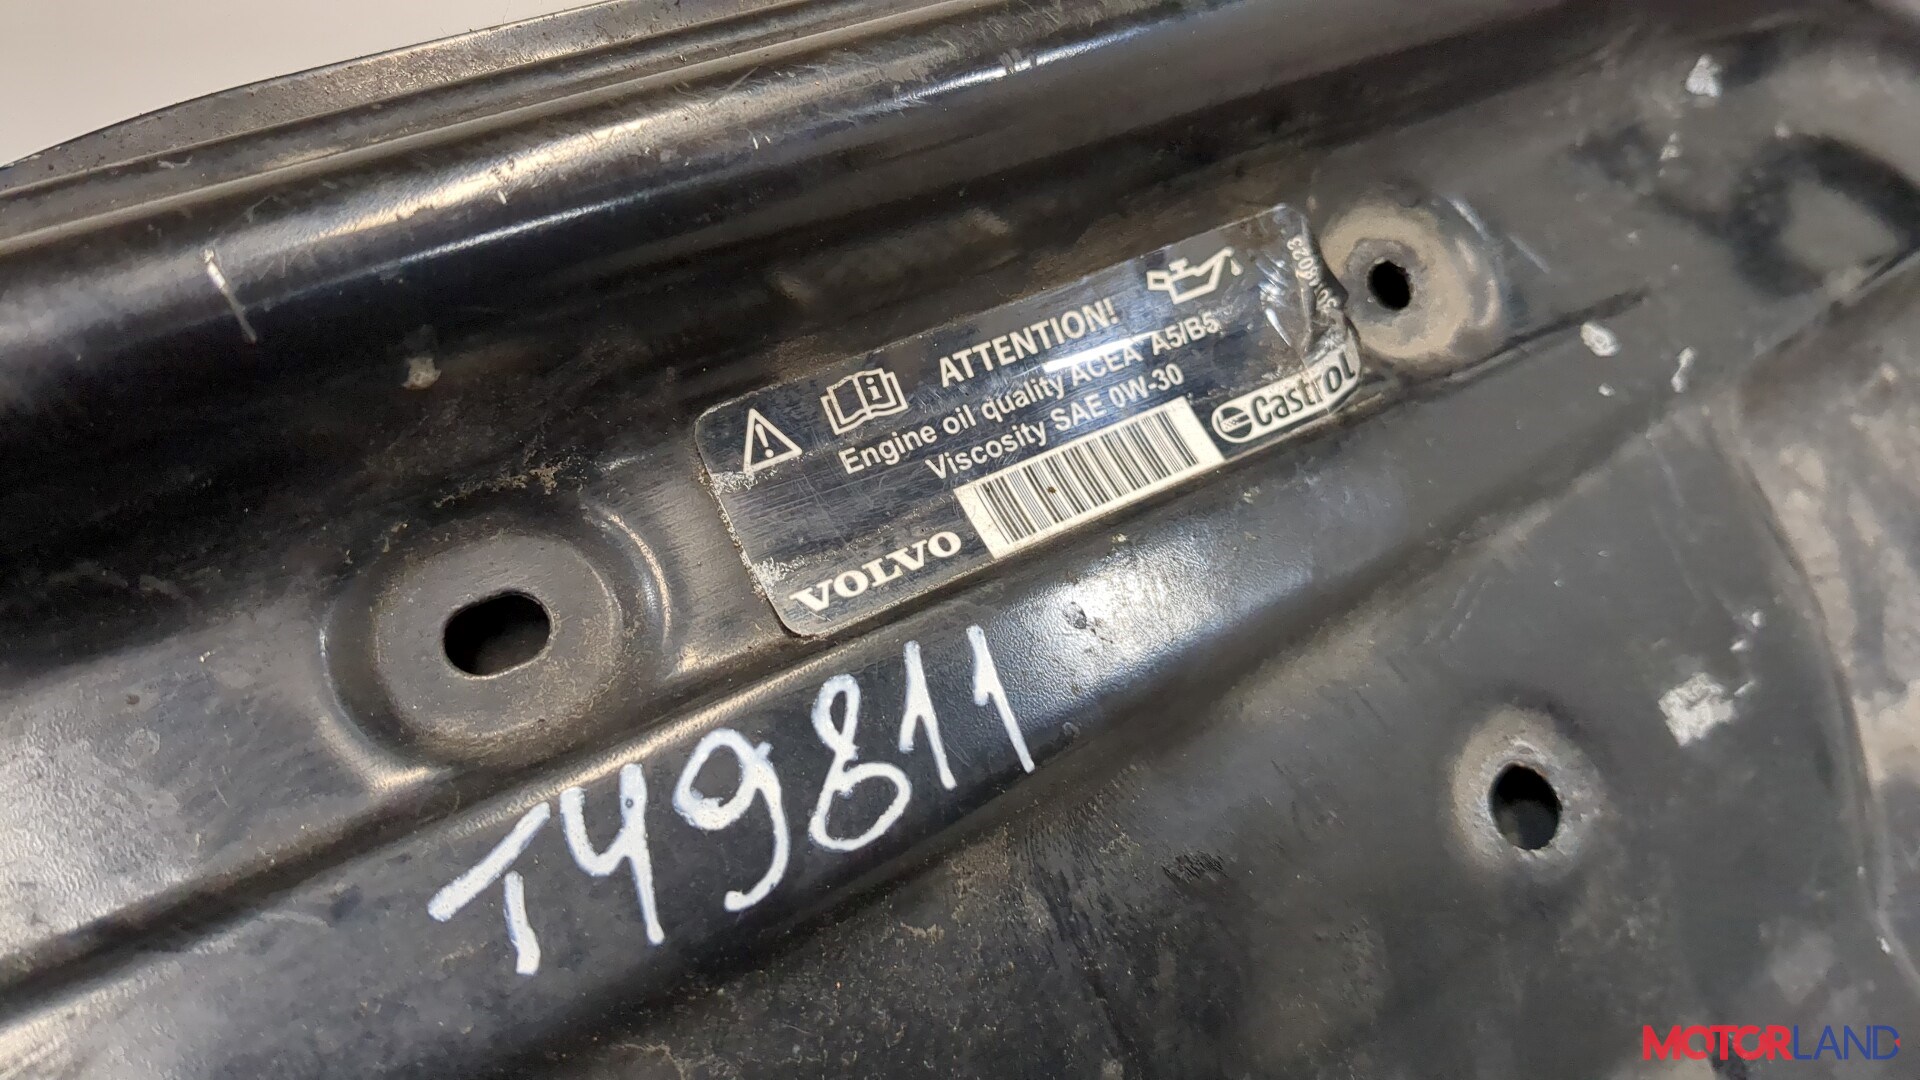 ATTENTION!
Engine oil quality ACEA A5/B5
Viscosity SAE 0W-30
Castrol
VOLVO
T49811
MOTORLAND